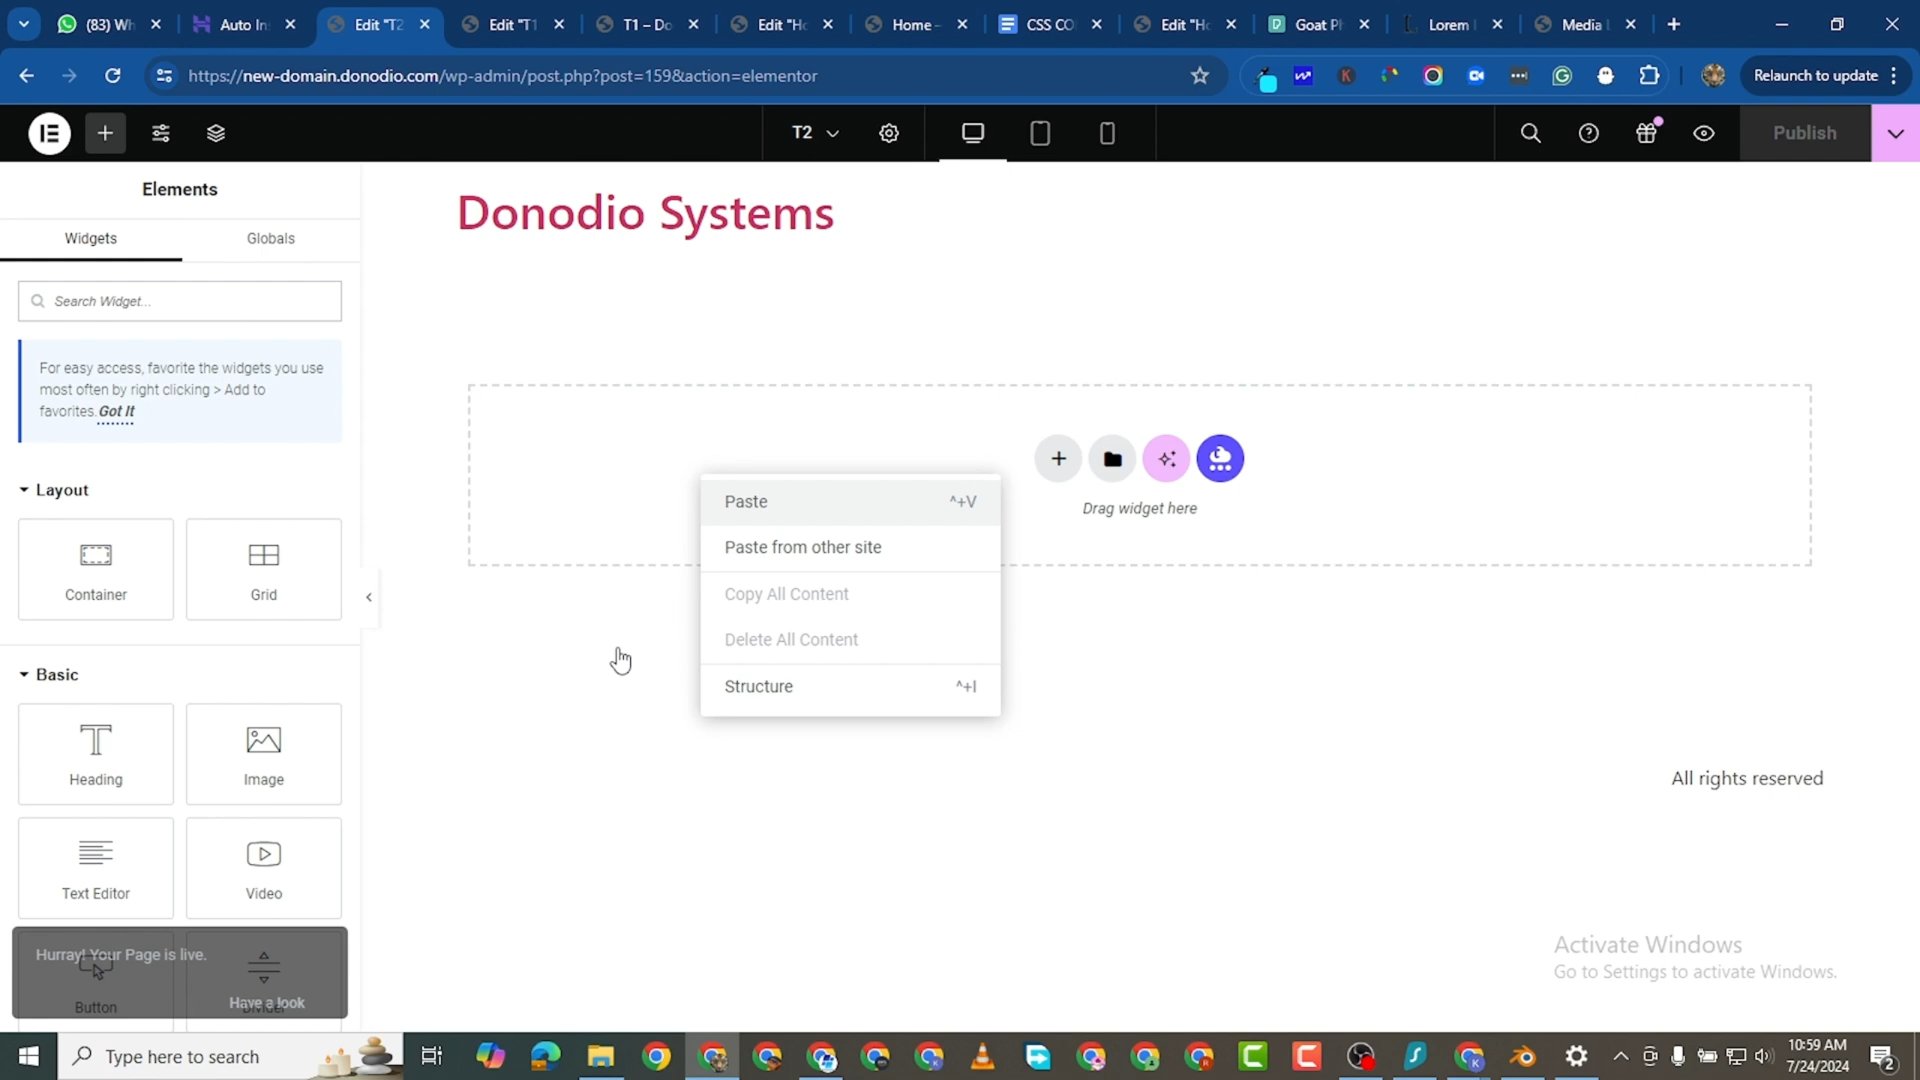 (83) Wh
Auto In
Edit "T2
Edit "T1
T1 – Do
Edit "Ho
Home –
CSS CO
Edit "Ho
Goat Ph
Lorem
Media
https://new-domain.donodio.com/wp-admin/post.php?post=159&action=elementor
Relaunch to update
T2
Publish
Elements
Donodio Systems
Widgets
Globals
Search Widget...
For easy access, favorite the widgets you use
most often by right clicking > Add to
favorites. Got It
Layout
Container
Grid
Drag widget here
Paste ^+V
Paste from other site
Copy All Content
Delete All Content
Structure ^+I
Basic
Heading
Image
Text Editor
Video
All rights reserved
Hurray! Your Page is live.
Have a look
Button
Divider
Activate Windows
Go to Settings to activate Windows.
Type here to search
10:59 AM
7/24/2024
2